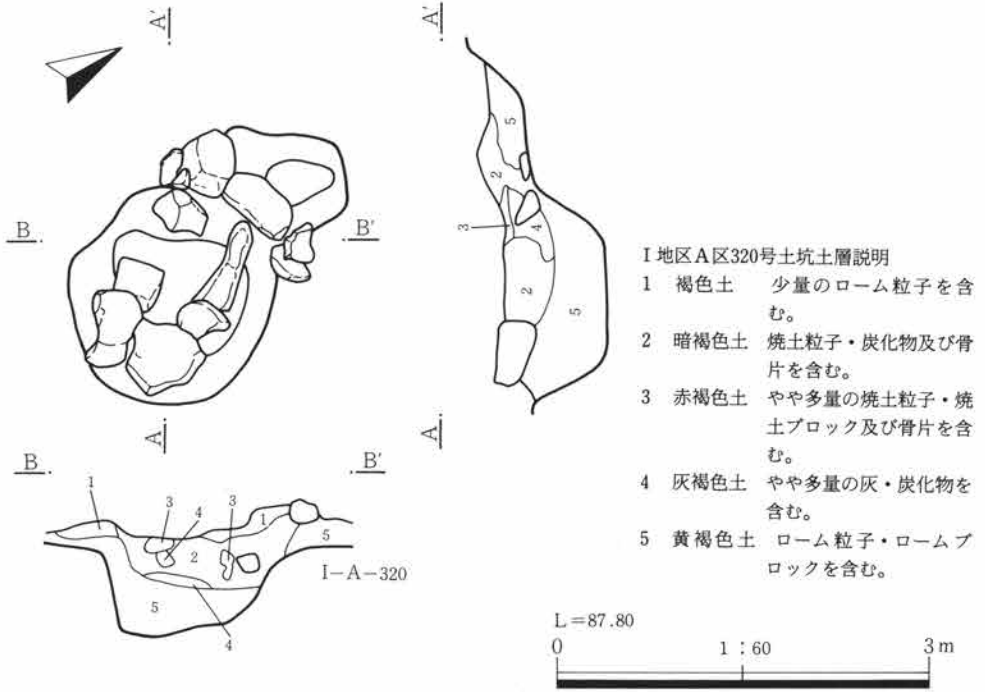 A'
A'
5
2
3
4
2
5
B
B'
A
A
B
B'
1
3
4
3
1
2
5
5
4
I－A－320
I地区A区320号土坑土層説明
1 褐色土 少量のローム粒子を含
む。
2 暗褐色土 焼土粒子・炭化物及び骨
片を含む。
3 赤褐色土 やや多量の焼土粒子・焼
土ブロック及び骨片を含
む。
4 灰褐色土 やや多量の灰・炭化物を
含む。
5 黄褐色土 ローム粒子・ロームブ
ロックを含む。
L＝87.80
0 1：60 3m